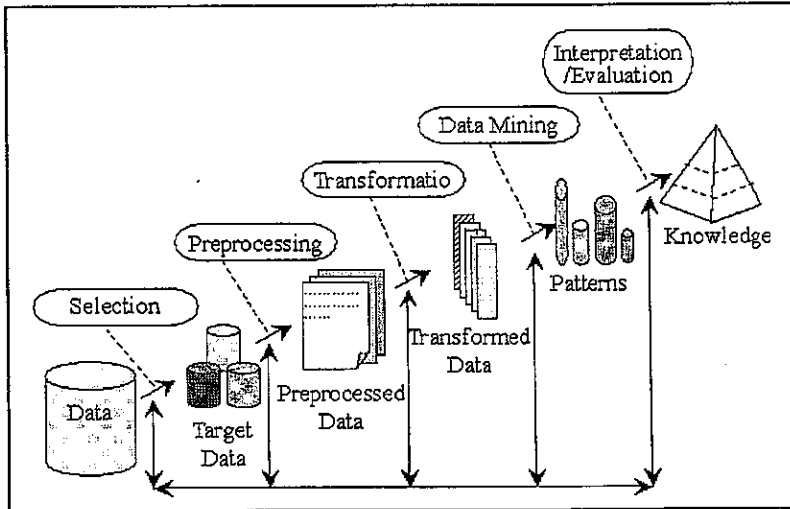 Interpretation
/Evaluation
Data Mining
Transformatio
Preprocessing
Selection
Data
Target
Data
Preprocessed
Data
Transformed
Data
Patterns
Knowledge